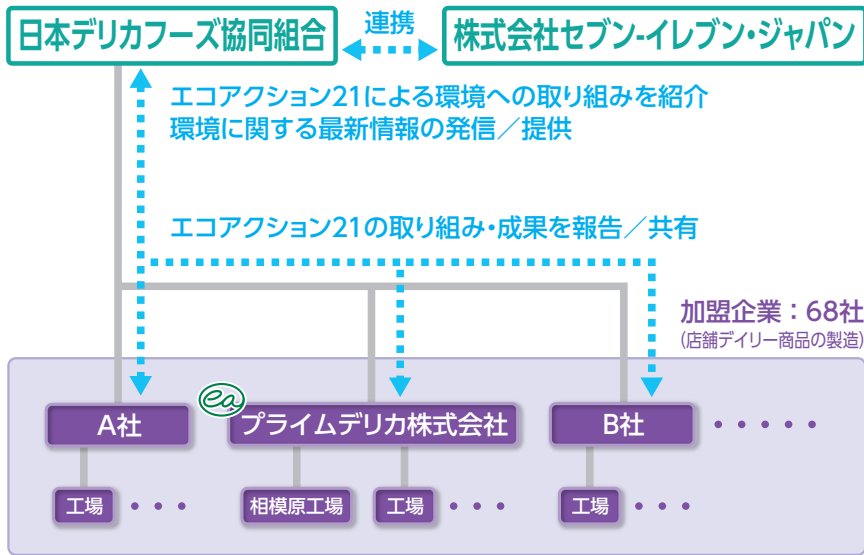 日本デリカフーズ協同組合
連携
株式会社セブン-イレブン・ジャパン
エコアクション21による環境への取り組みを紹介
環境に関する最新情報の発信／提供
エコアクション21の取り組み・成果を報告／共有
加盟企業：68社
(店舗デイリー商品の製造)
ea
A社
プライムデリカ株式会社
B社
・・・・・
工場
・・・
相模原工場
工場
・・・
工場
・・・